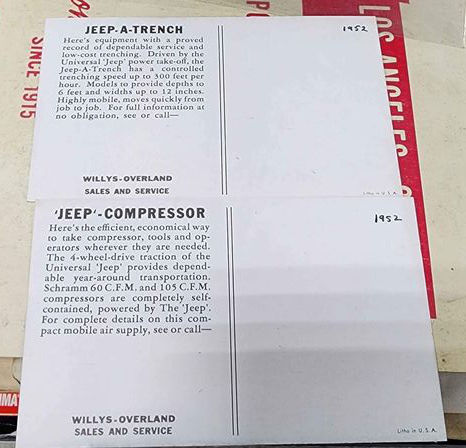 JEEP-A-TRENCH
1952
Here's equipment with a proved
record of dependable service and
low-cost trenching. Driven by the
Universal 'Jeep' power take-off, the
Jeep-A-Trench has a controlled
trenching speed up to 300 feet per
hour. Models to provide depths to
6 feet and widths up to 12 inches.
Highly mobile, moves quickly from
job to job. For full information at
no obligation, see or call—
WILLYS-OVERLAND
SALES AND SERVICE
Litho in U.S.A.
'JEEP'-COMPRESSOR
1952
Here's the efficient, economical way
to take compressor, tools and op-
erators wherever they are needed.
The 4-wheel-drive traction of the
Universal 'Jeep' provides depend-
able year-around transportation.
Schramm 60 C.F.M. and 105 C.F.M.
compressors are completely self-
contained, powered by The 'Jeep'.
For complete details on this com-
pact mobile air supply, see or call—
WILLYS-OVERLAND
SALES AND SERVICE
Litho in U.S.A.
SINCE 1915
LOS ANGELES